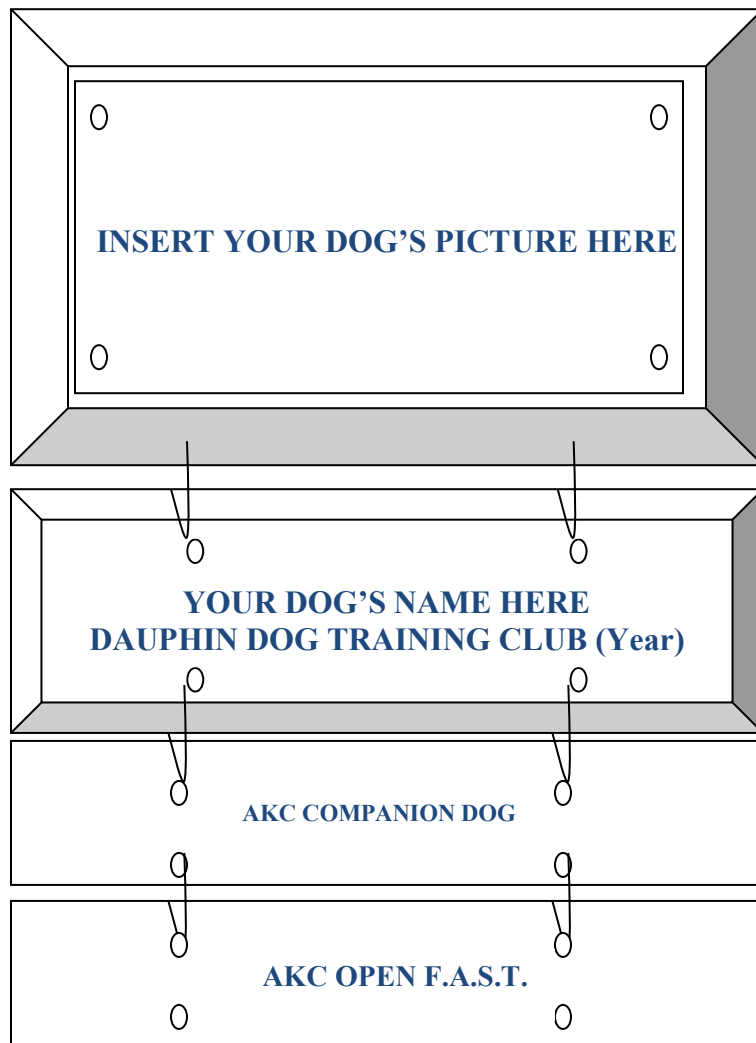 INSERT YOUR DOG’S PICTURE HERE
YOUR DOG’S NAME HERE
DAUPHIN DOG TRAINING CLUB (Year)
AKC COMPANION DOG
AKC OPEN F.A.S.T.